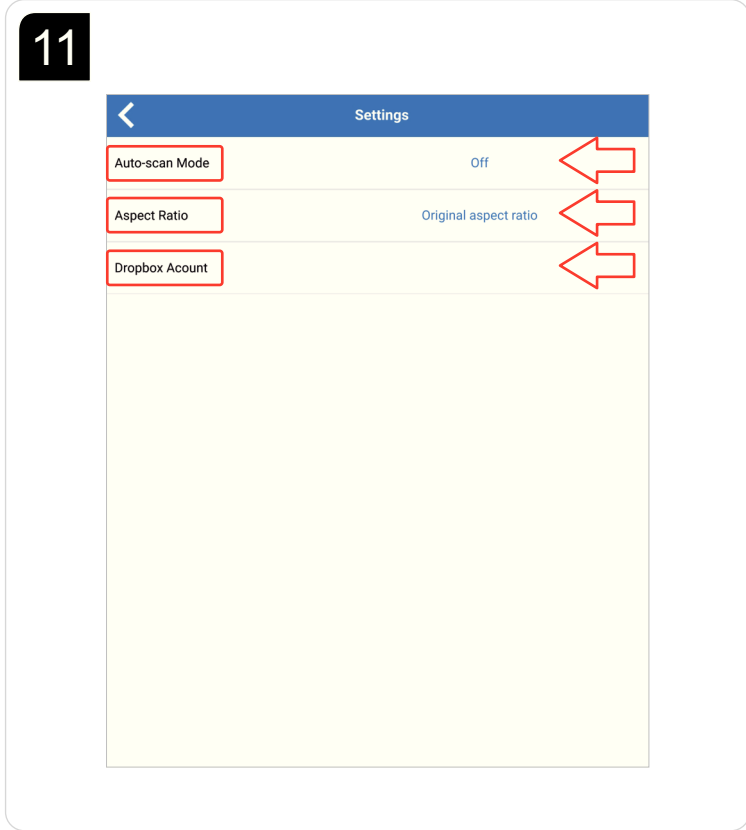 11
Settings
Auto-scan Mode Off
Aspect Ratio Original aspect ratio
Dropbox Acount